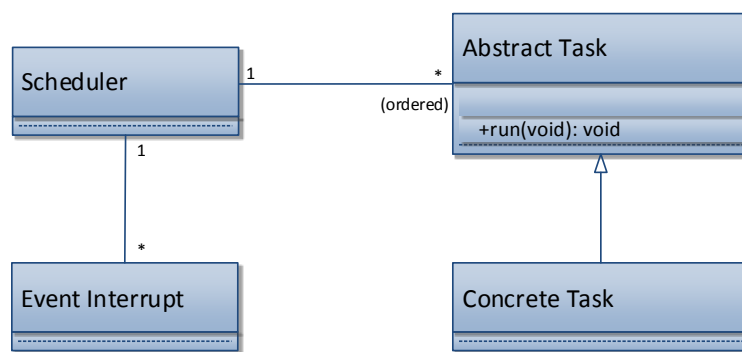 Abstract Task
Scheduler
1
*
(ordered)
+run(void): void
1
*
Event Interrupt
Concrete Task